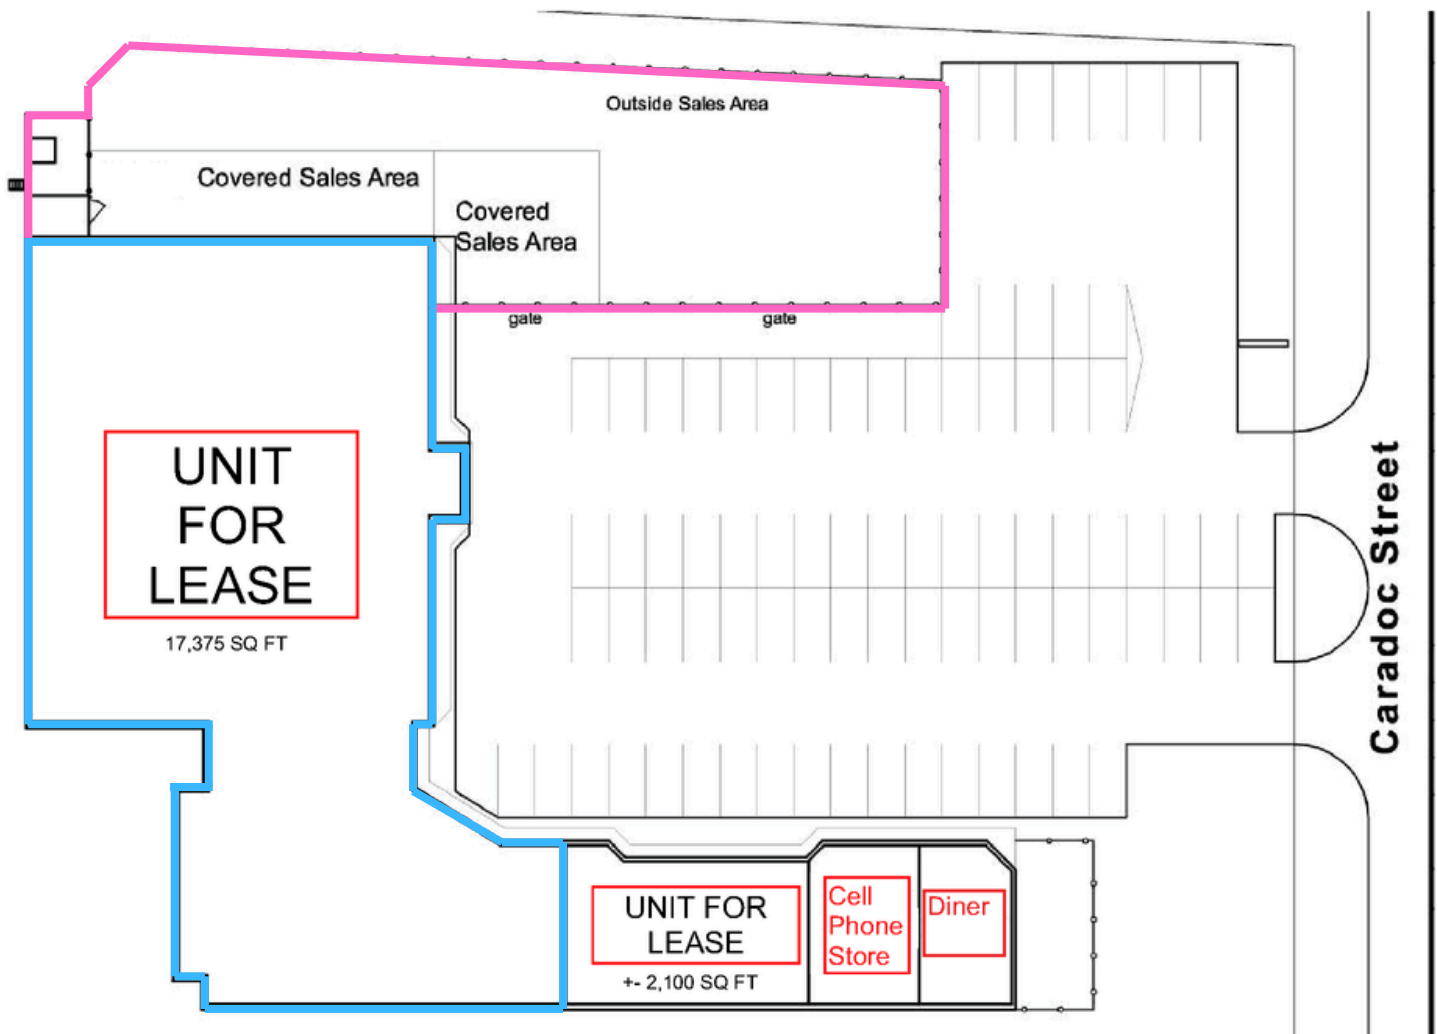 Outside Sales Area
Covered Sales Area
Covered
Sales Area
gate
gate
UNIT
FOR
LEASE
17,375 SQ FT
Caradoc Street
UNIT FOR
LEASE
+- 2,100 SQ FT
Cell
Phone
Store
Diner